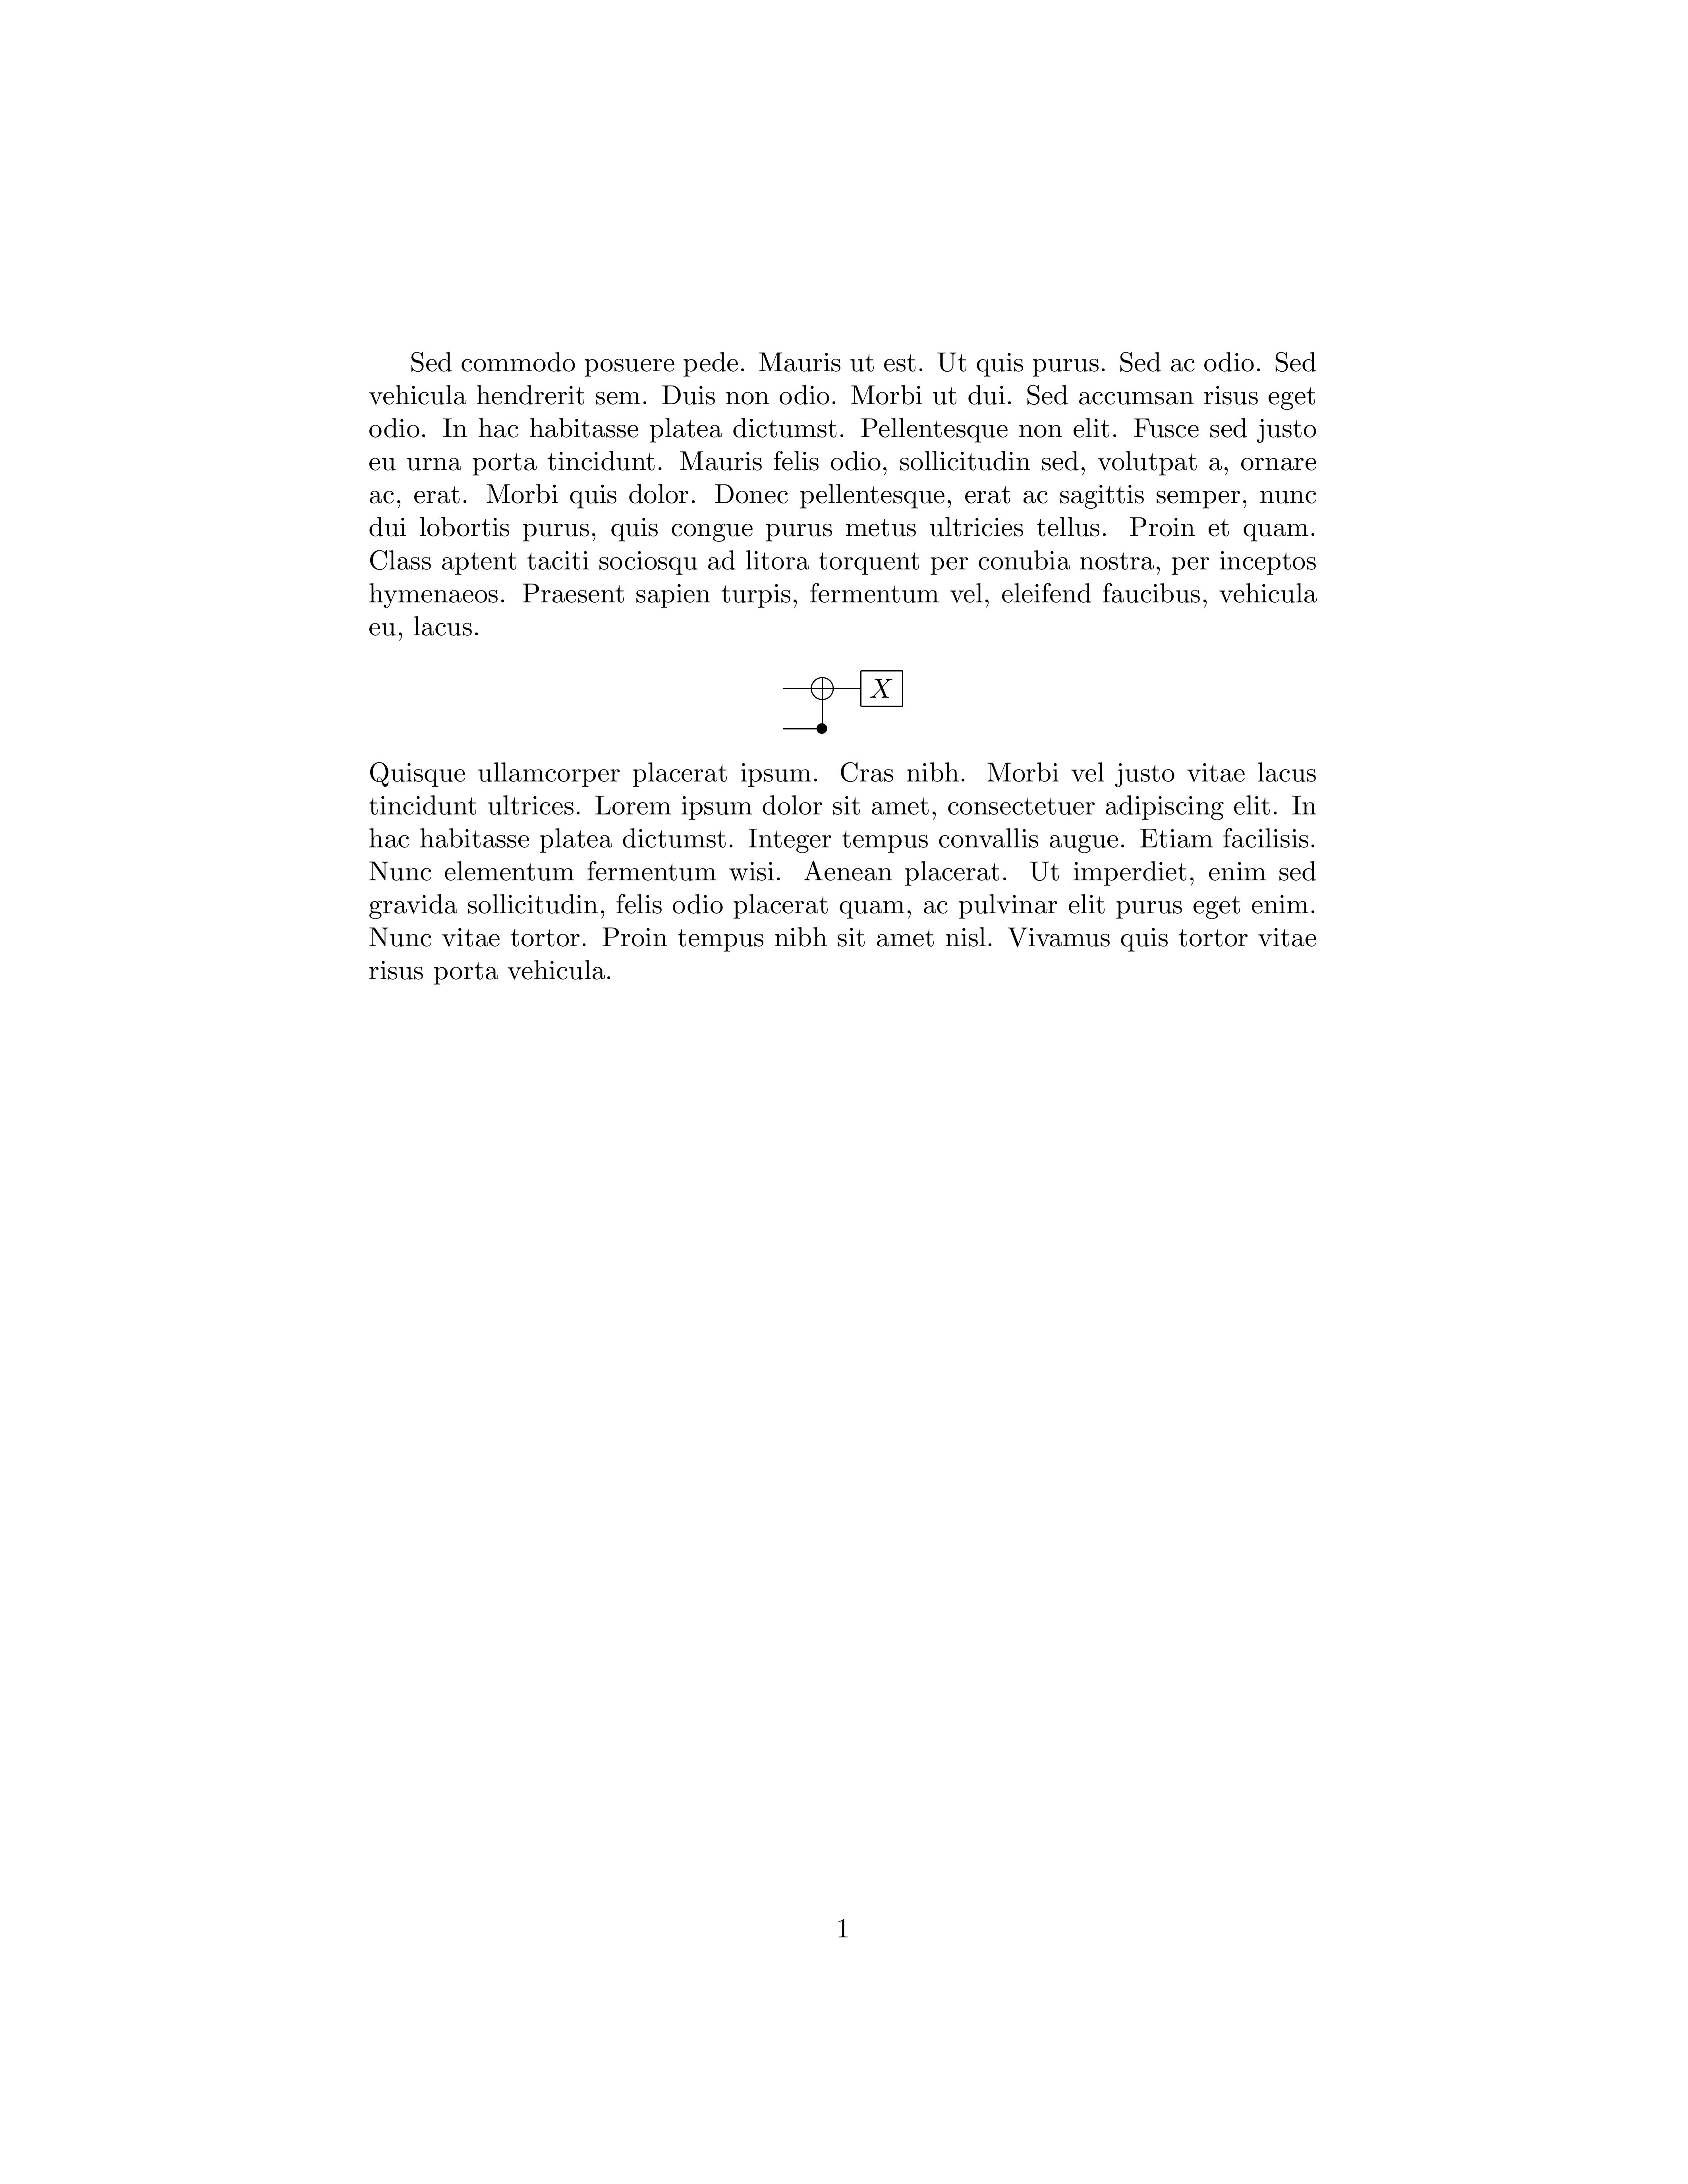 Sed commodo posuere pede. Mauris ut est. Ut quis purus. Sed ac odio. Sed
vehicula hendrerit sem. Duis non odio. Morbi ut dui. Sed accumsan risus eget
odio. In hac habitasse platea dictumst. Pellentesque non elit. Fusce sed justo
eu urna porta tincidunt. Mauris felis odio, sollicitudin sed, volutpat a, ornare
ac, erat. Morbi quis dolor. Donec pellentesque, erat ac sagittis semper, nunc
dui lobortis purus, quis congue purus metus ultricies tellus. Proin et quam.
Class aptent taciti sociosqu ad litora torquent per conubia nostra, per inceptos
hymenaeos. Praesent sapien turpis, fermentum vel, eleifend faucibus, vehicula
eu, lacus.
X
Quisque ullamcorper placerat ipsum. Cras nibh. Morbi vel justo vitae lacus
tincidunt ultrices. Lorem ipsum dolor sit amet, consectetuer adipiscing elit. In
hac habitasse platea dictumst. Integer tempus convallis augue. Etiam facilisis.
Nunc elementum fermentum wisi. Aenean placerat. Ut imperdiet, enim sed
gravida sollicitudin, felis odio placerat quam, ac pulvinar elit purus eget enim.
Nunc vitae tortor. Proin tempus nibh sit amet nisl. Vivamus quis tortor vitae
risus porta vehicula.
1